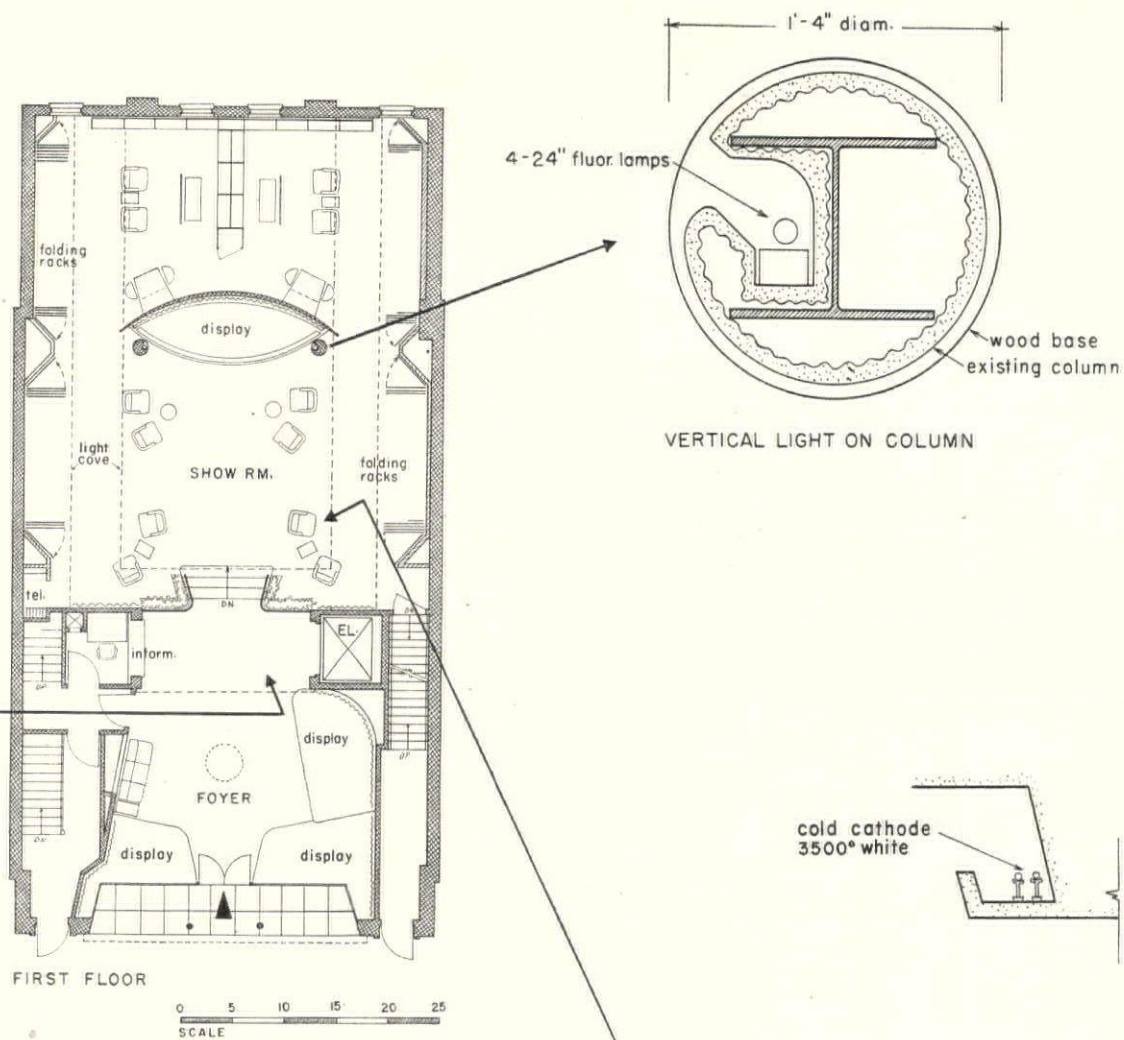 1'-4" diam.
4-24" fluor. lamps
wood base
existing column
VERTICAL LIGHT ON COLUMN
folding
racks
display
light
cove
SHOW RM.
folding
racks
tel.
DN
EL.
inform.
display
FOYER
DN
display
display
cold cathode
3500° white
FIRST FLOOR
0 5 10 15 20 25
SCALE